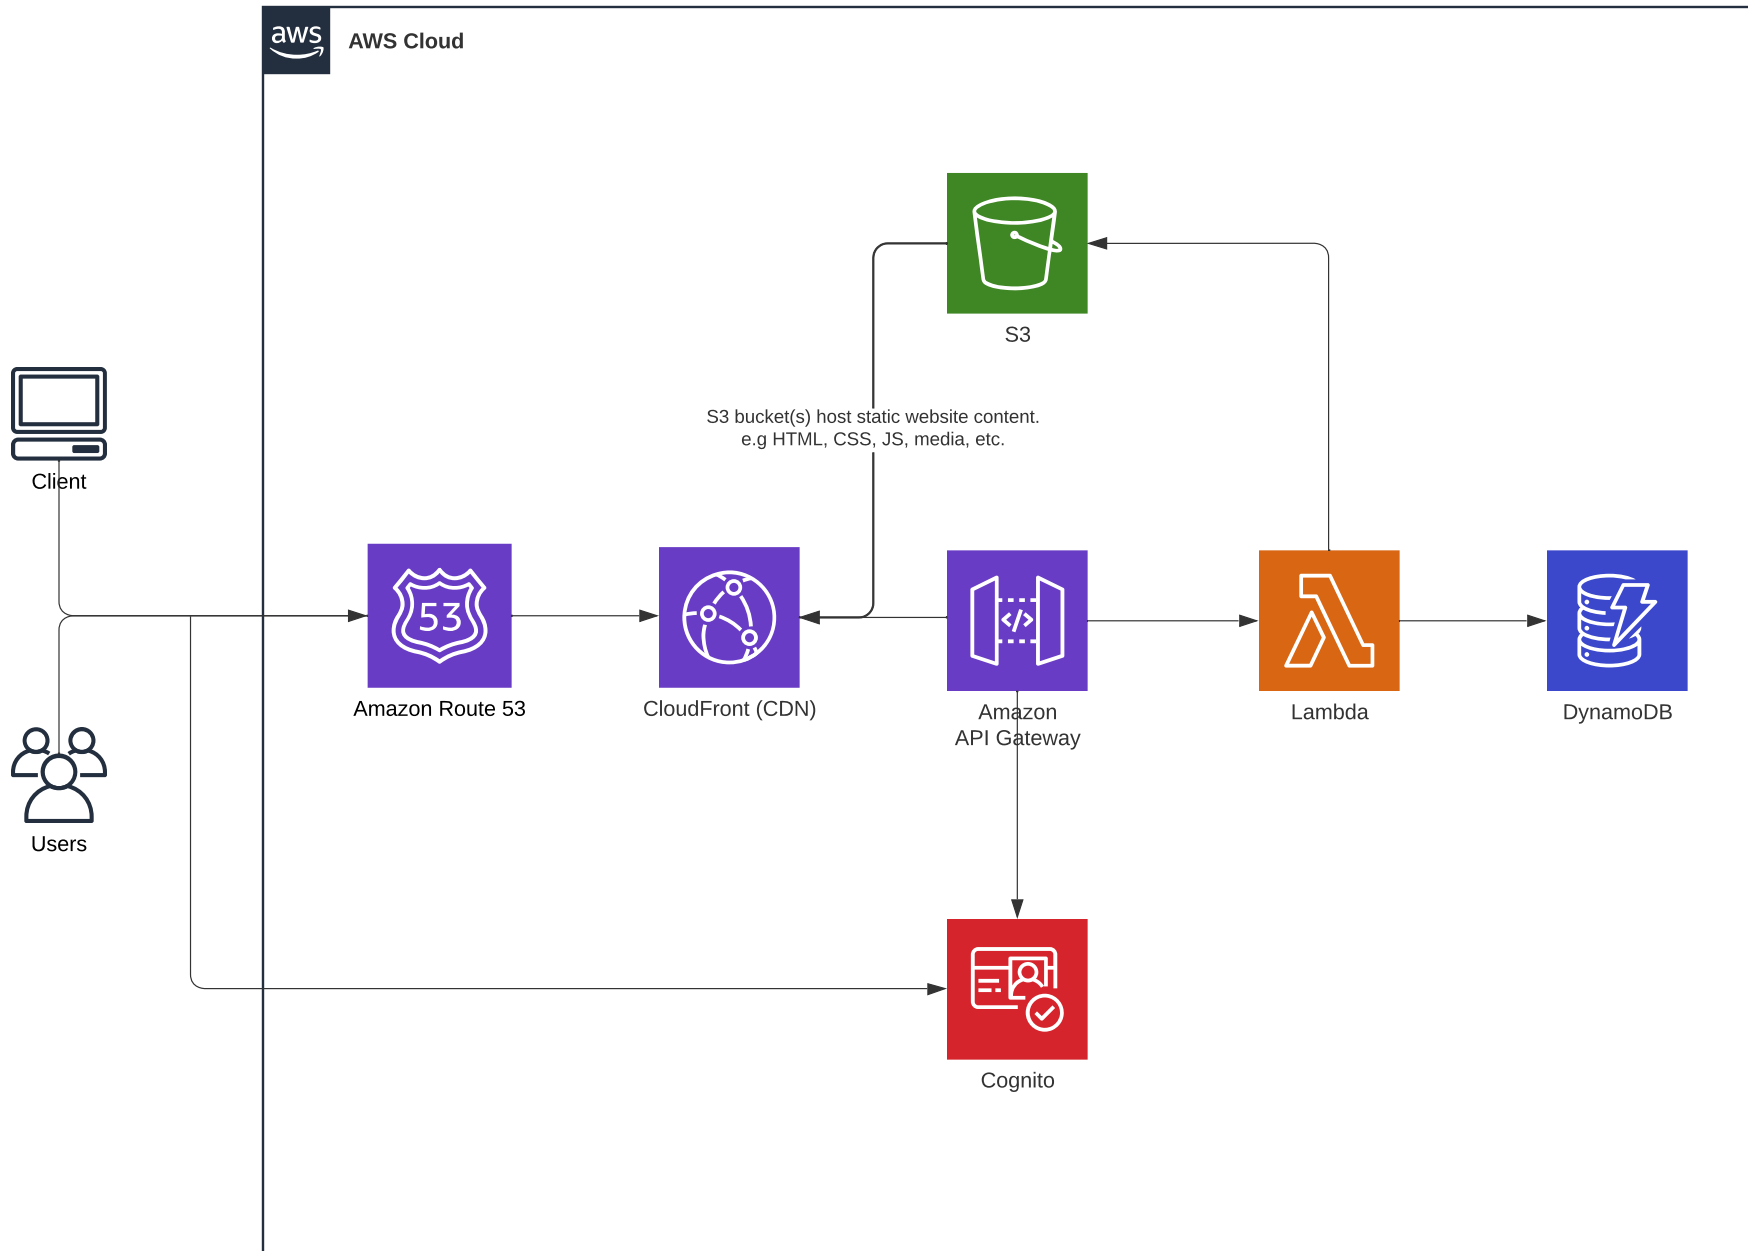 aws
AWS Cloud
S3
S3 bucket(s) host static website content.
e.g HTML, CSS, JS, media, etc.
Client
53
Amazon Route 53
CloudFront (CDN)
</>
Amazon
API Gateway
Lambda
DynamoDB
Users
Cognito